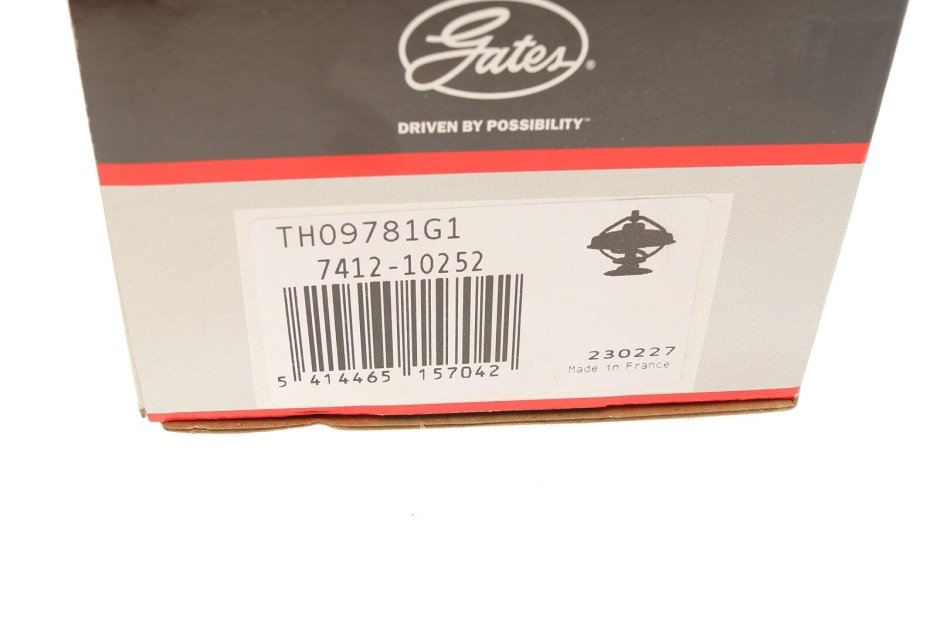 Gates®
DRIVEN BY POSSIBILITY™
TH09781G1
7412-10252
5 414465 157042
230227
Made in France